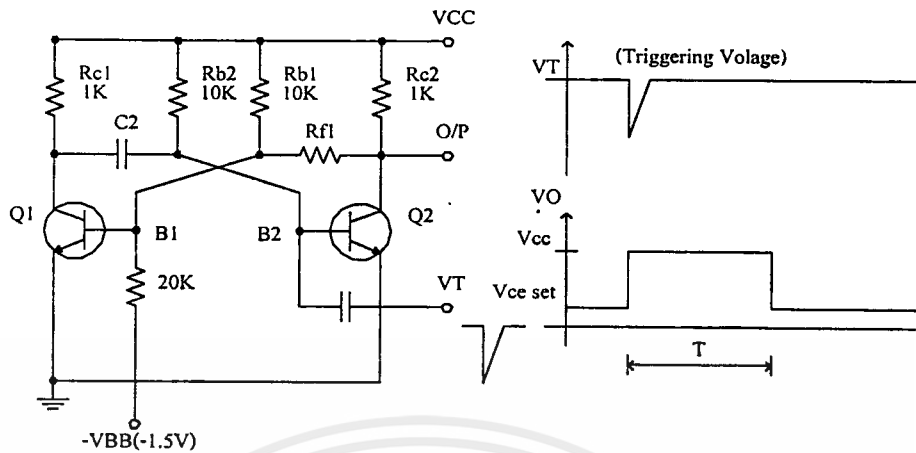 VCC
Rc1
1K
Rb2
10K
Rb1
10K
Rc2
1K
C2
Rf1
O/P
Q1
B1
B2
Q2
20K
VT
-VBB(-1.5V)
VT
(Triggering Volage)
VO
Vcc
Vce set
T